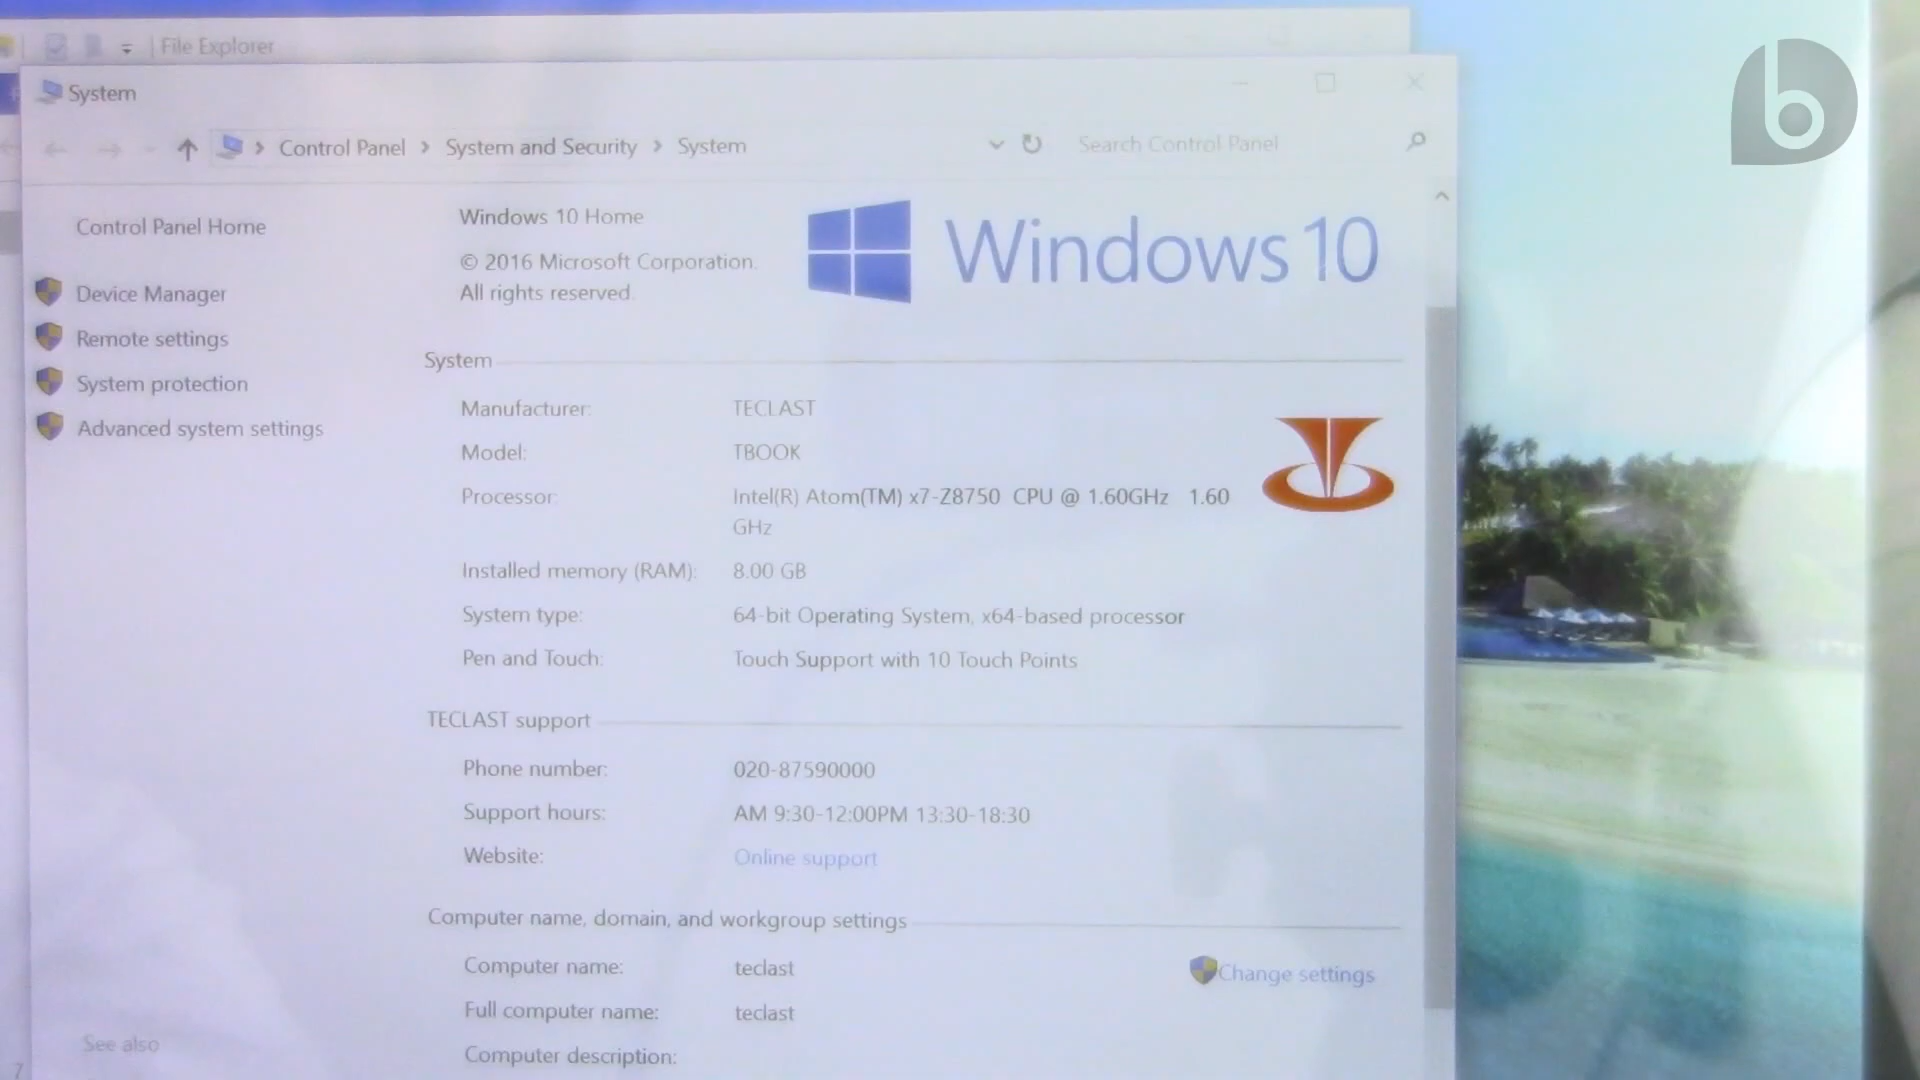 File Explorer
System
Control Panel > System and Security > System
Search Control Panel
Control Panel Home
Device Manager
Remote settings
System protection
Advanced system settings
See also
Windows 10 Home
© 2016 Microsoft Corporation.
All rights reserved.
Windows 10
System
Manufacturer: TECLAST
Model: TBOOK
Processor: Intel(R) Atom(TM) x7-Z8750 CPU @ 1.60GHz 1.60
GHz
Installed memory (RAM): 8.00 GB
System type: 64-bit Operating System, x64-based processor
Pen and Touch: Touch Support with 10 Touch Points
TECLAST support
Phone number: 020-87590000
Support hours: AM 9:30-12:00PM 13:30-18:30
Website: Online support
Computer name, domain, and workgroup settings
Computer name: teclast
Change settings
Full computer name: teclast
Computer description:
7
b